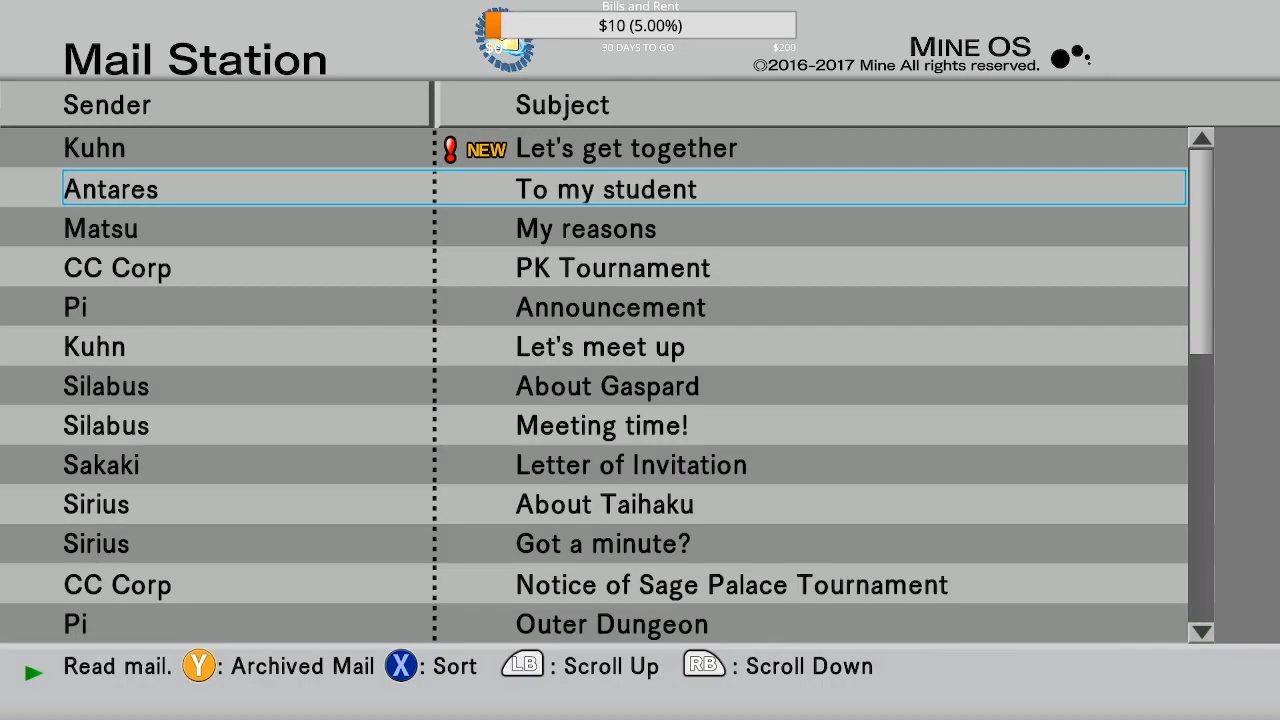 Bills and Rent
$10 (5.00%)
$0 30 DAYS TO GO $200
Mail Station
MINE OS
©2016-2017 Mine All rights reserved.
Sender Subject
Kuhn NEW Let's get together
Antares To my student
Matsu My reasons
CC Corp PK Tournament
Pi Announcement
Kuhn Let's meet up
Silabus About Gaspard
Silabus Meeting time!
Sakaki Letter of Invitation
Sirius About Taihaku
Sirius Got a minute?
CC Corp Notice of Sage Palace Tournament
Pi Outer Dungeon
Read mail. Y: Archived Mail X: Sort LB: Scroll Up RB: Scroll Down